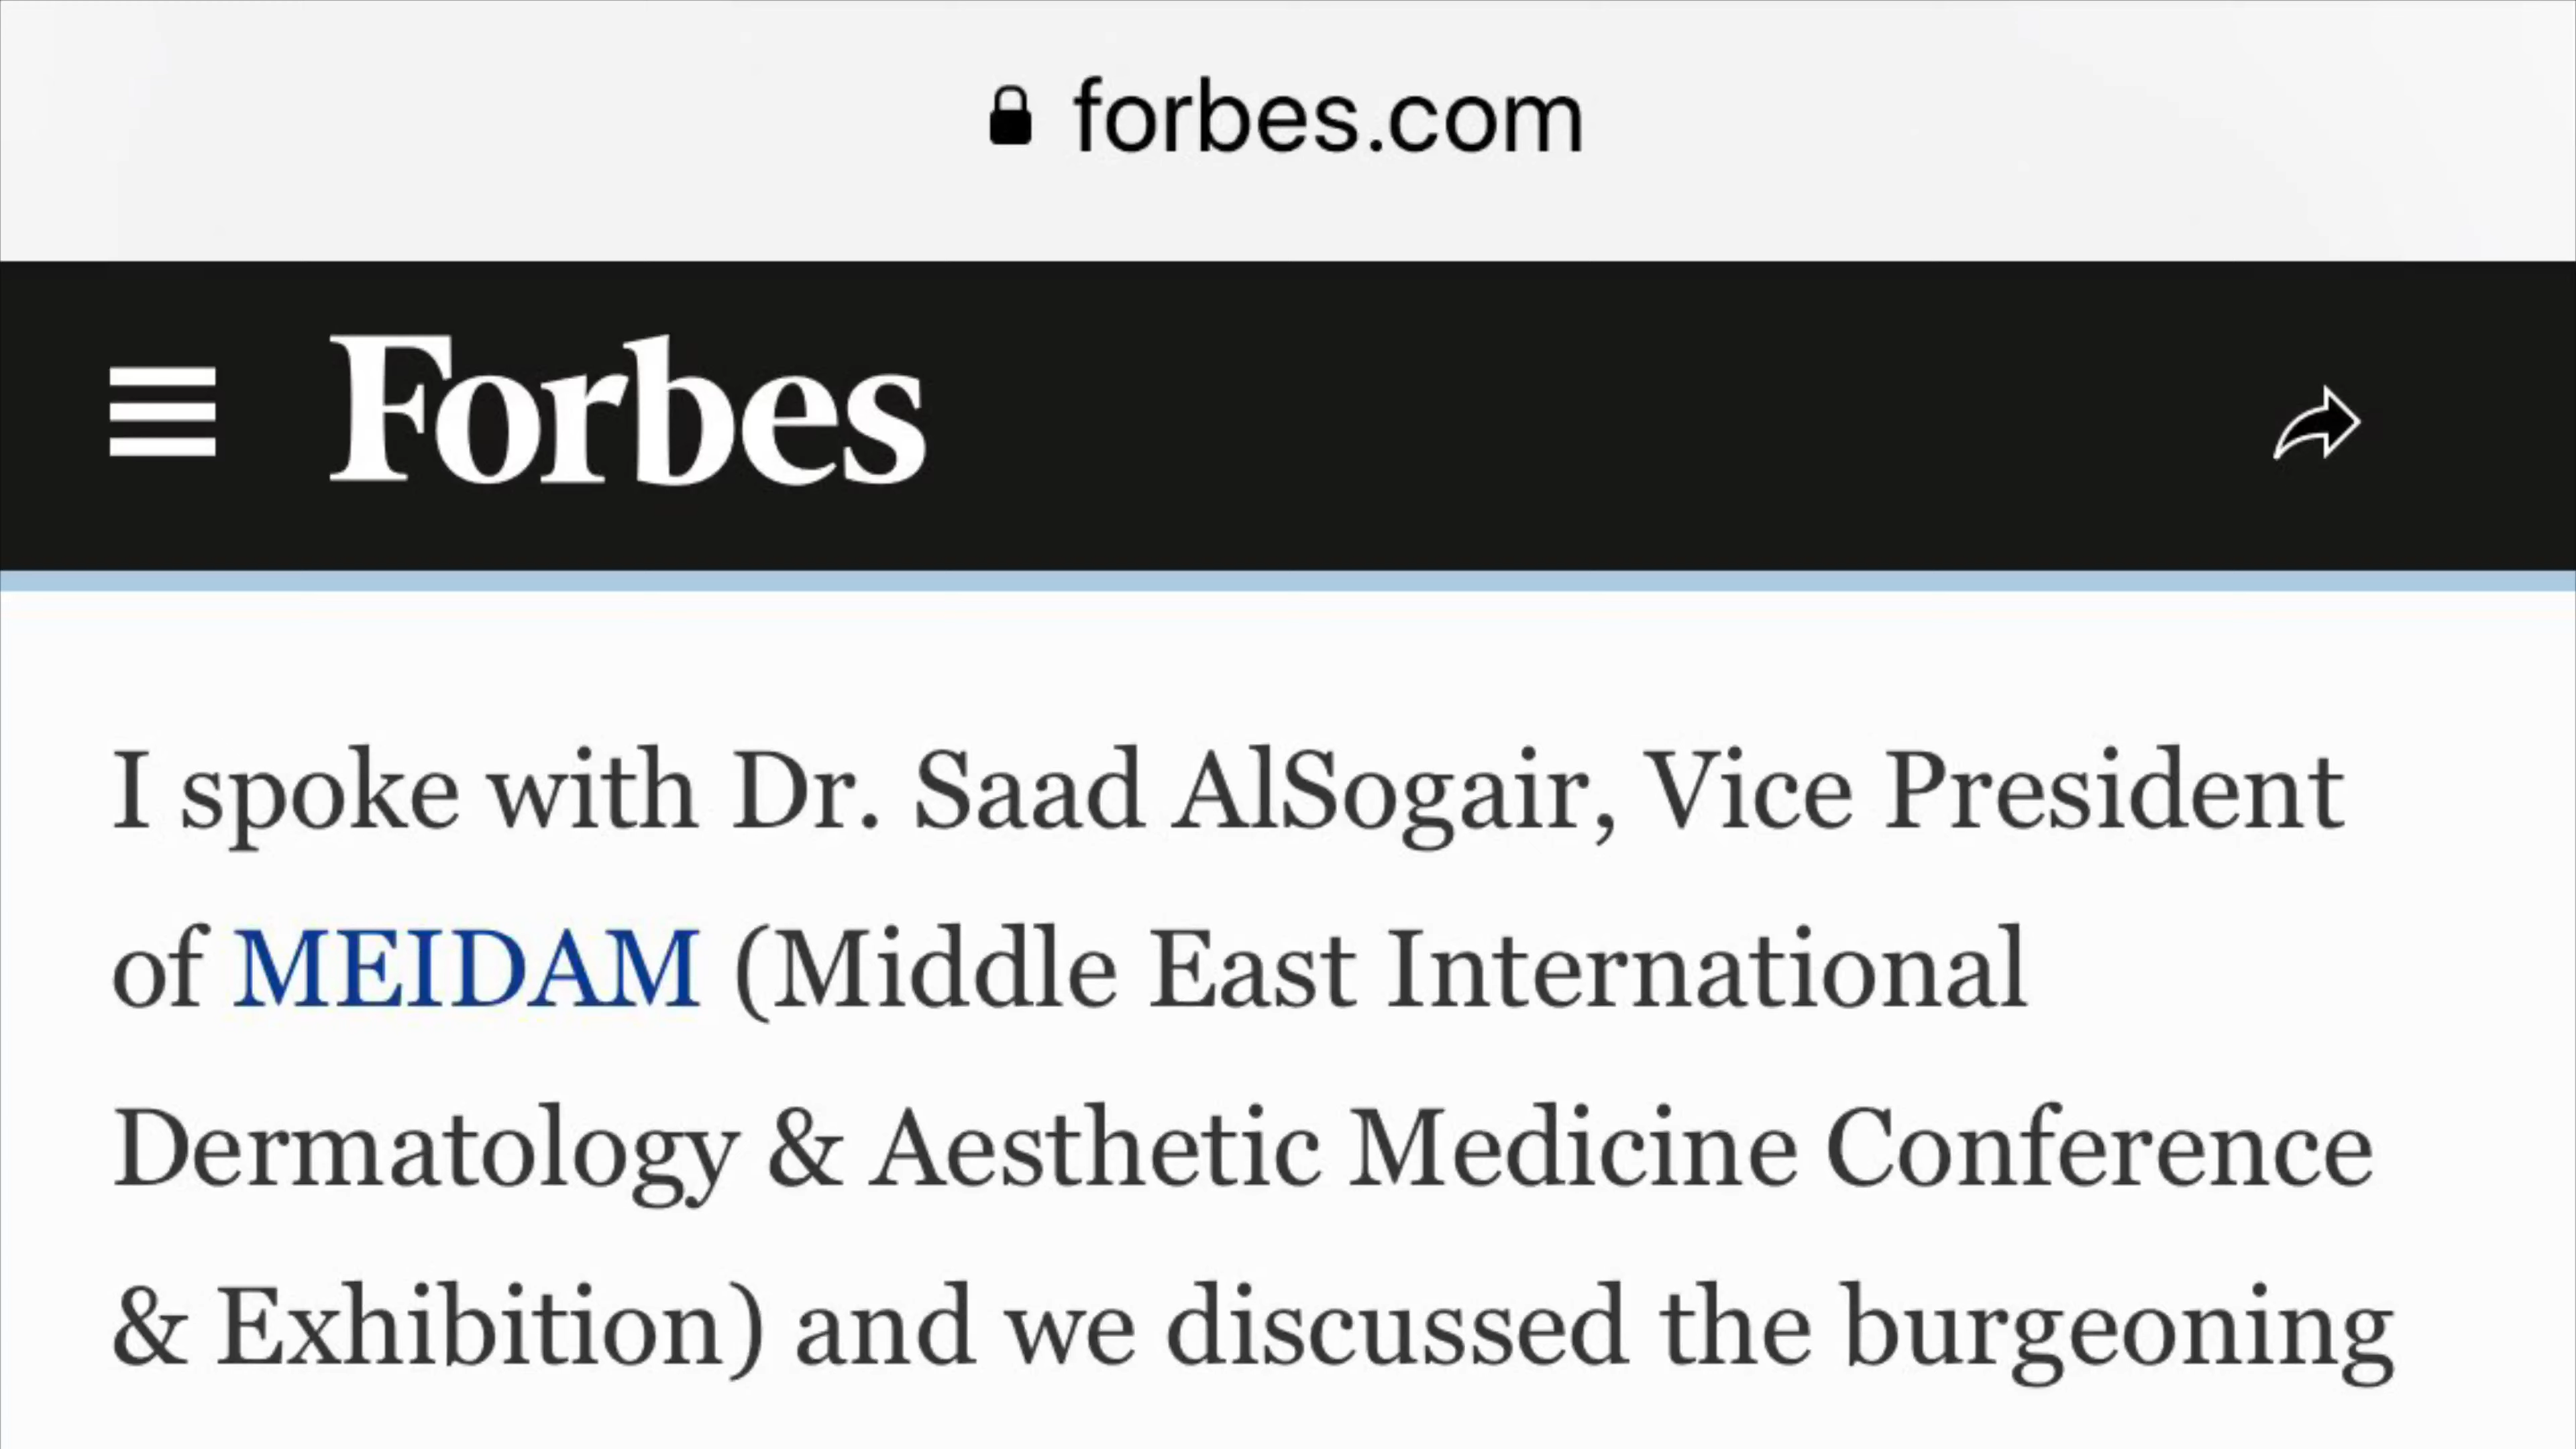 forbes.com
Forbes
I spoke with Dr. Saad AlSogair, Vice President
of MEIDAM (Middle East International
Dermatology & Aesthetic Medicine Conference
& Exhibition) and we discussed the burgeoning